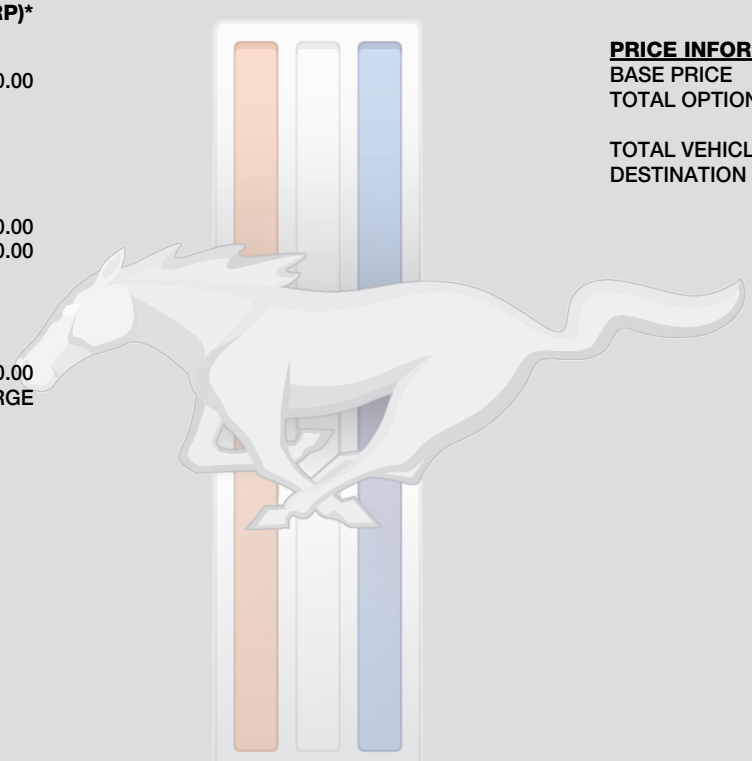 RP)*
0.00
0.00
0.00
0.00
RGE
PRICE INFOR
BASE PRICE
TOTAL OPTION
TOTAL VEHICL
DESTINATION